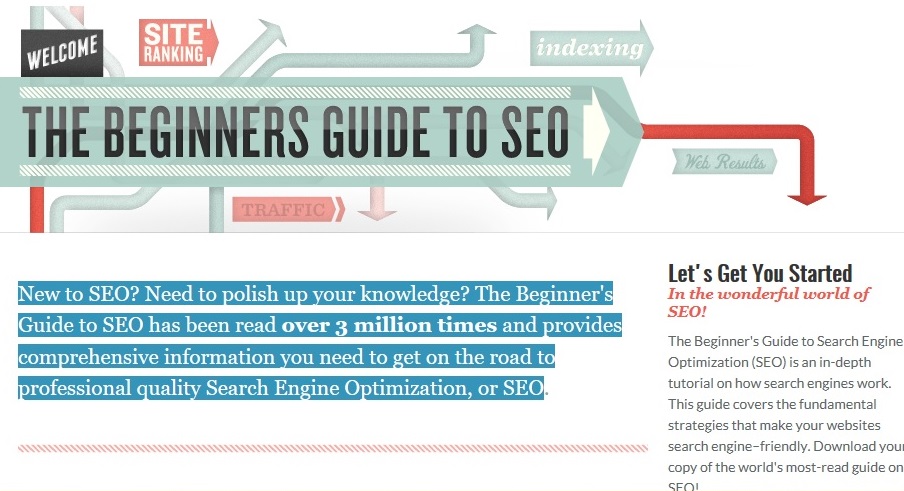 WELCOME
SITE
RANKING
indexing
THE BEGINNERS GUIDE TO SEO
Web Results
TRAFFIC
New to SEO? Need to polish up your knowledge? The Beginner's
Guide to SEO has been read over 3 million times and provides
comprehensive information you need to get on the road to
professional quality Search Engine Optimization, or SEO.
Let's Get You Started
In the wonderful world of
SEO!
The Beginner's Guide to Search Engine
Optimization (SEO) is an in-depth
tutorial on how search engines work.
This guide covers the fundamental
strategies that make your websites
search engine–friendly. Download your
copy of the world's most-read guide on
SEO!